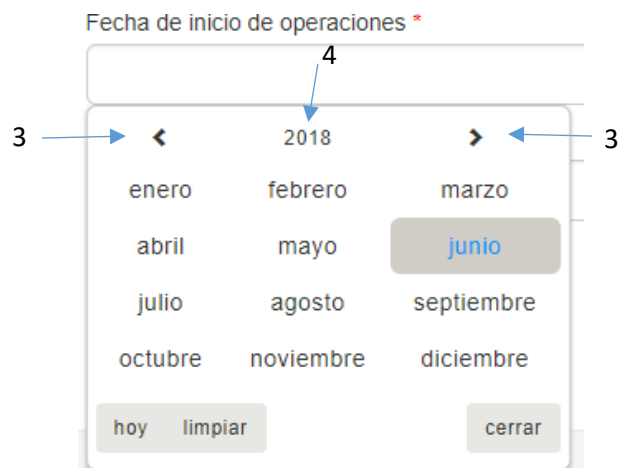 Fecha de inicio de operaciones *
4
3 2018 3
enero febrero marzo
abril mayo junio
julio agosto septiembre
octubre noviembre diciembre
hoy limpiar cerrar